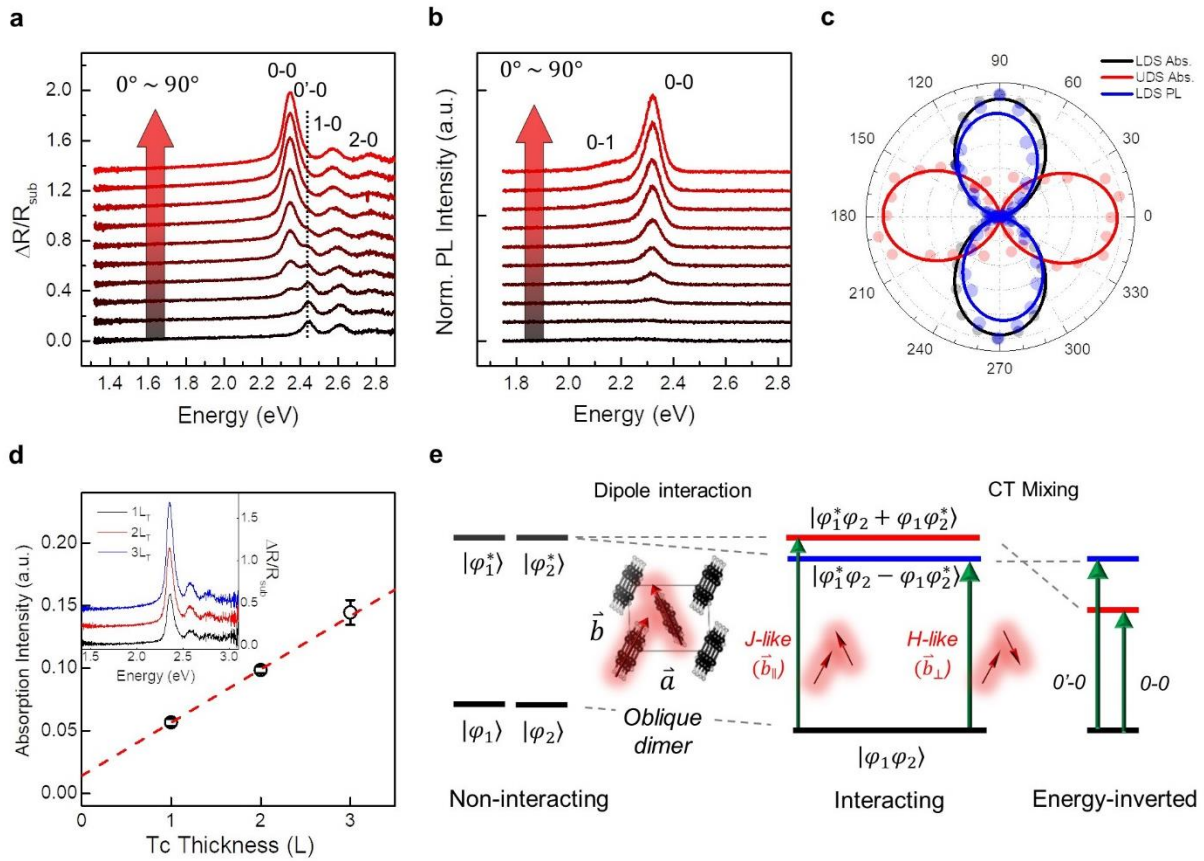 a
0° ~ 90°
0-0
0'-0
1-0
2-0
2.0
1.6
1.2
0.8
0.4
0.0
ΔR/R_sub
1.4 1.6 1.8 2.0 2.2 2.4 2.6 2.8
Energy (eV)
b
0° ~ 90°
0-0
0-1
Norm. PL Intensity (a.u.)
1.8 2.0 2.2 2.4 2.6 2.8
Energy (eV)
c
LDS Abs.
UDS Abs.
LDS PL
90
120 60
150 30
180 0
210 330
240 300
270
d
1L_T
2L_T
3L_T
1.5
1.0
0.5
0.0
ΔR/R_sub
1.5 2.0 2.5 3.0
Energy (eV)
0.20
0.15
0.10
0.05
0.00
Absorption Intensity (a.u.)
0 1 2 3
Tc Thickness (L)
e
Dipole interaction
CT Mixing
|φ₁*φ₂ + φ₁φ₂*⟩
|φ₁*⟩ |φ₂*⟩
|φ₁*φ₂ − φ₁φ₂*⟩
b⃗
a⃗
J-like
(b⃗∥)
H-like
(b⃗⊥)
0'-0
0-0
|φ₁⟩ |φ₂⟩
Oblique
dimer
|φ₁φ₂⟩
Non-interacting
Interacting
Energy-inverted